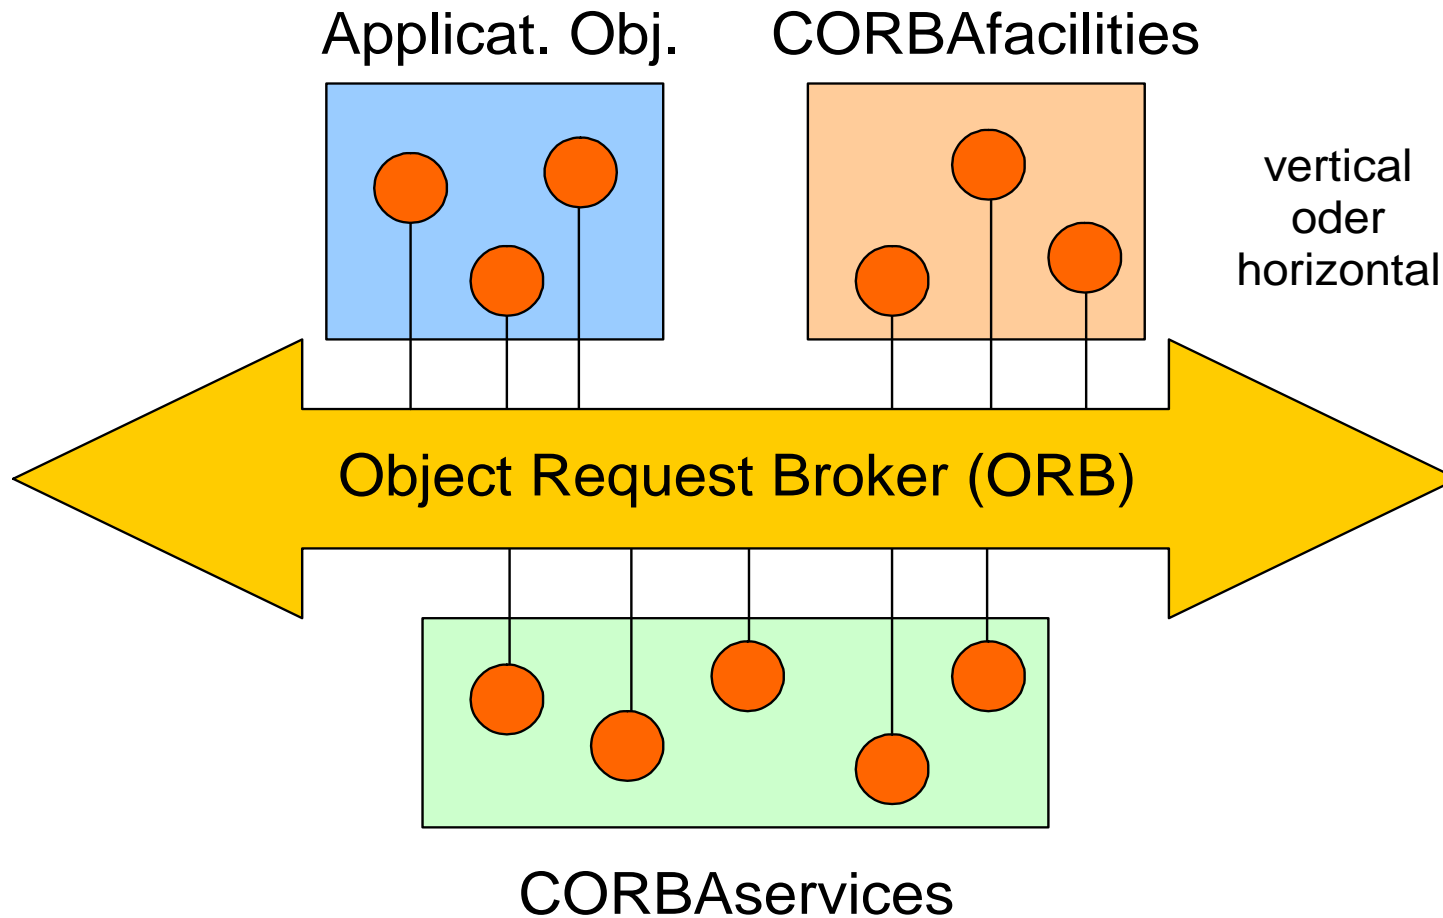 Applicat. Obj.
CORBAfacilities
vertical
oder
horizontal
Object Request Broker (ORB)
CORBAservices